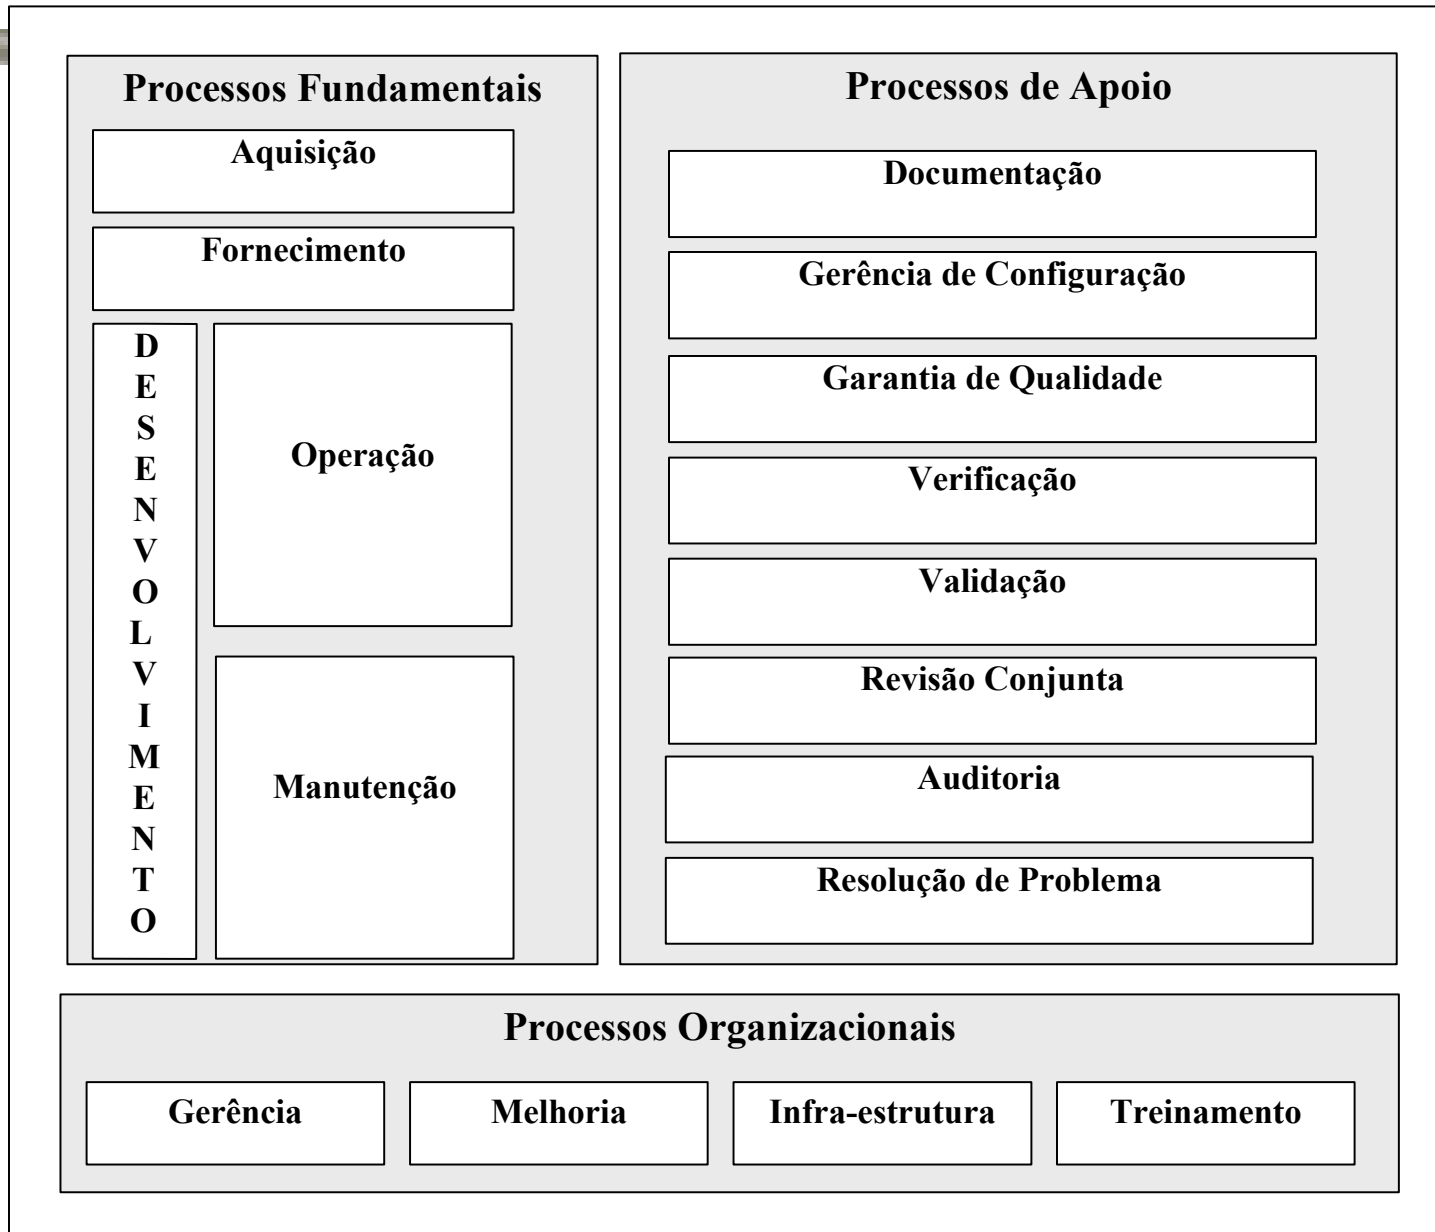 Processos Fundamentais
Aquisição
Fornecimento
D
E
S
E
N
V
O
L
V
I
M
E
N
T
O
Operação
Manutenção
Processos de Apoio
Documentação
Gerência de Configuração
Garantia de Qualidade
Verificação
Validação
Revisão Conjunta
Auditoria
Resolução de Problema
Processos Organizacionais
Gerência
Melhoria
Infra-estrutura
Treinamento